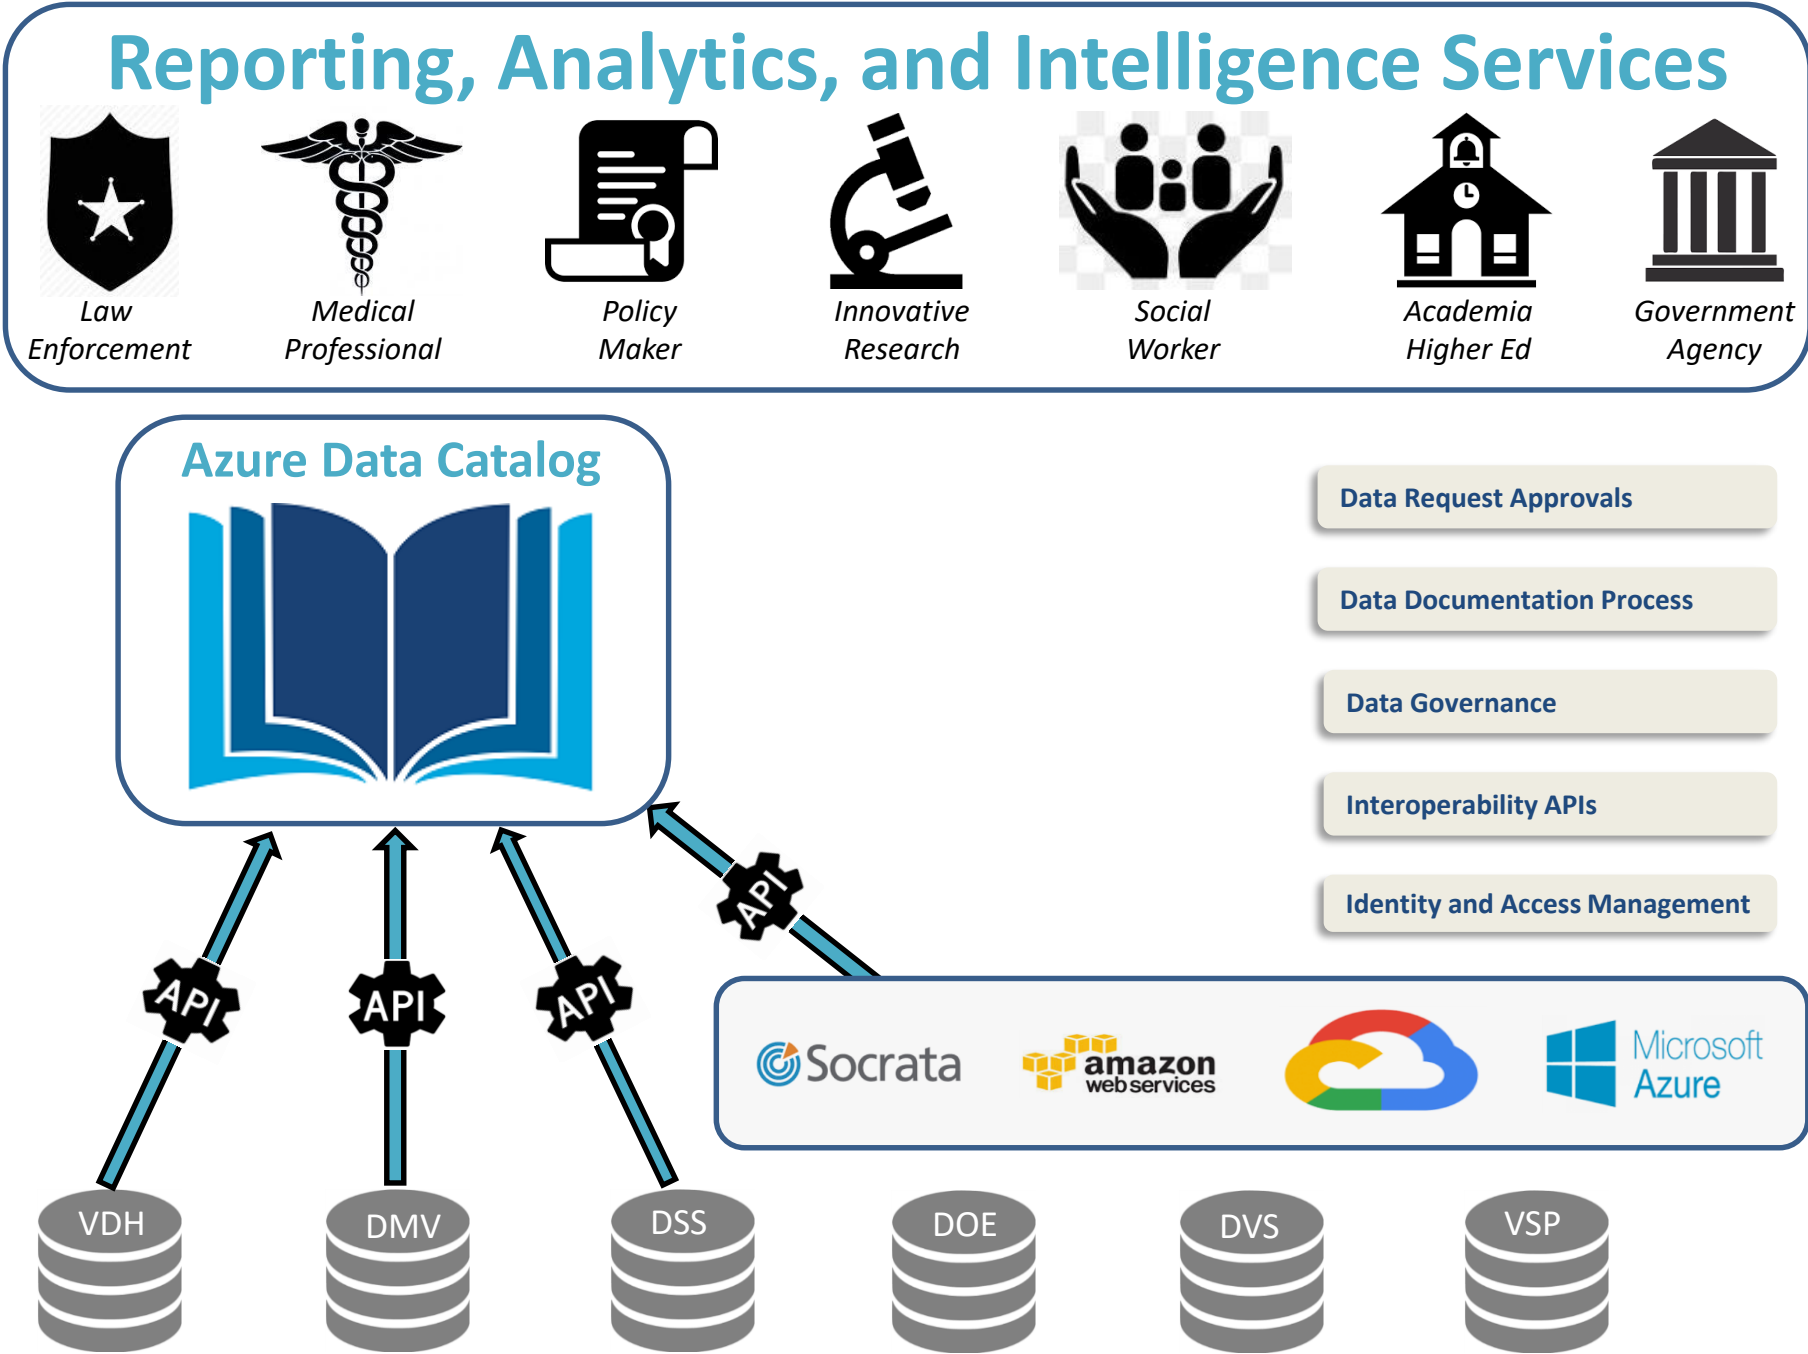 Reporting, Analytics, and Intelligence Services
Law
Enforcement
Medical
Professional
Policy
Maker
Innovative
Research
Social
Worker
Academia
Higher Ed
Government
Agency
Azure Data Catalog
Data Request Approvals
Data Documentation Process
Data Governance
Interoperability APIs
Identity and Access Management
API
API
API
API
Socrata
amazon
web services
Microsoft
Azure
VDH
DMV
DSS
DOE
DVS
VSP